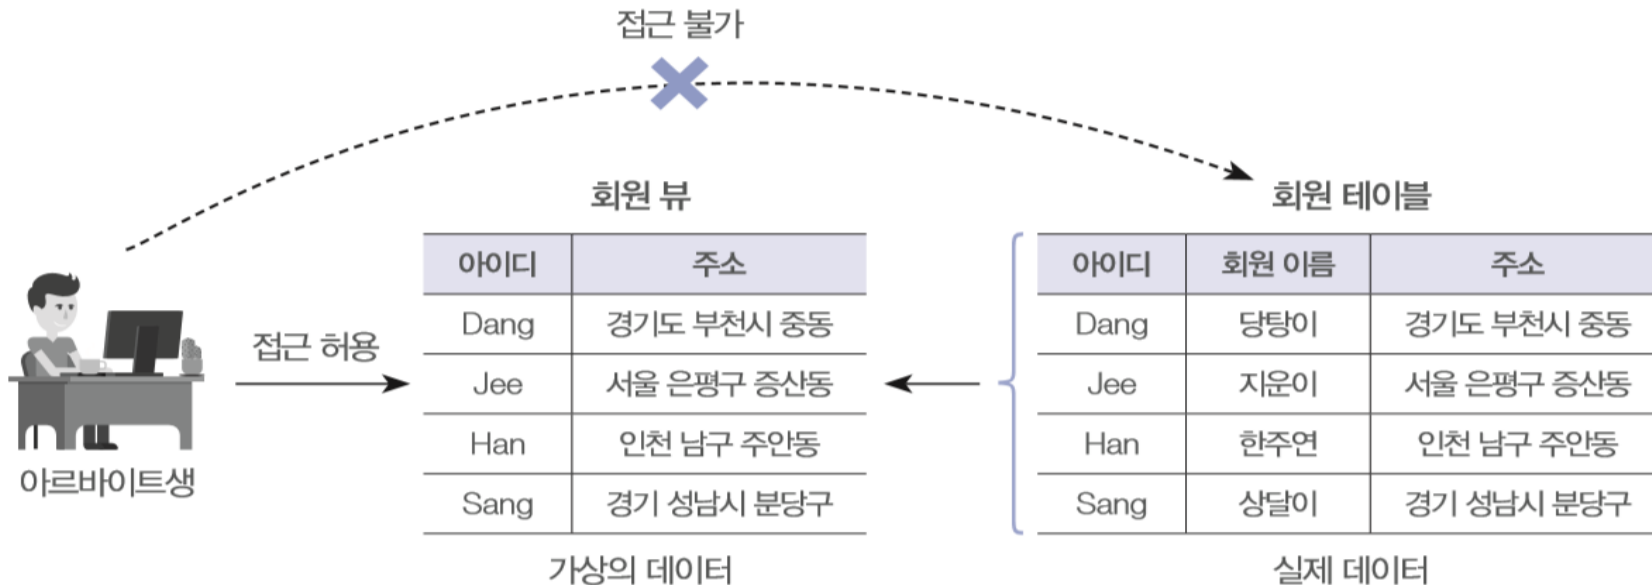 접근 불가
회원 뷰
아이디 주소
Dang 경기도 부천시 중동
Jee 서울 은평구 증산동
Han 인천 남구 주안동
Sang 경기 성남시 분당구
가상의 데이터
회원 테이블
아이디 회원 이름 주소
Dang 당탕이 경기도 부천시 중동
Jee 지운이 서울 은평구 증산동
Han 한주연 인천 남구 주안동
Sang 상달이 경기 성남시 분당구
실제 데이터
접근 허용
아르바이트생